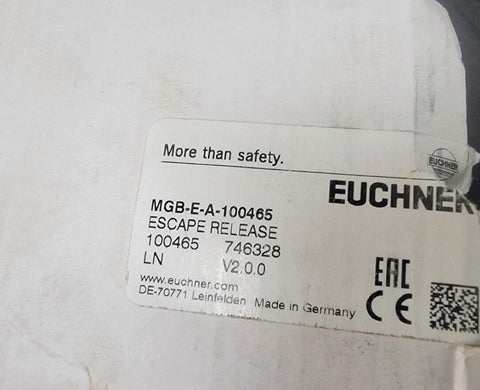 More than safety.
EUCHNER
EUCHNER
MGB-E-A-100465
ESCAPE RELEASE
100465 746328
LN V2.0.0
www.euchner.com
DE-70771 Leinfelden Made in Germany
EAC
CE